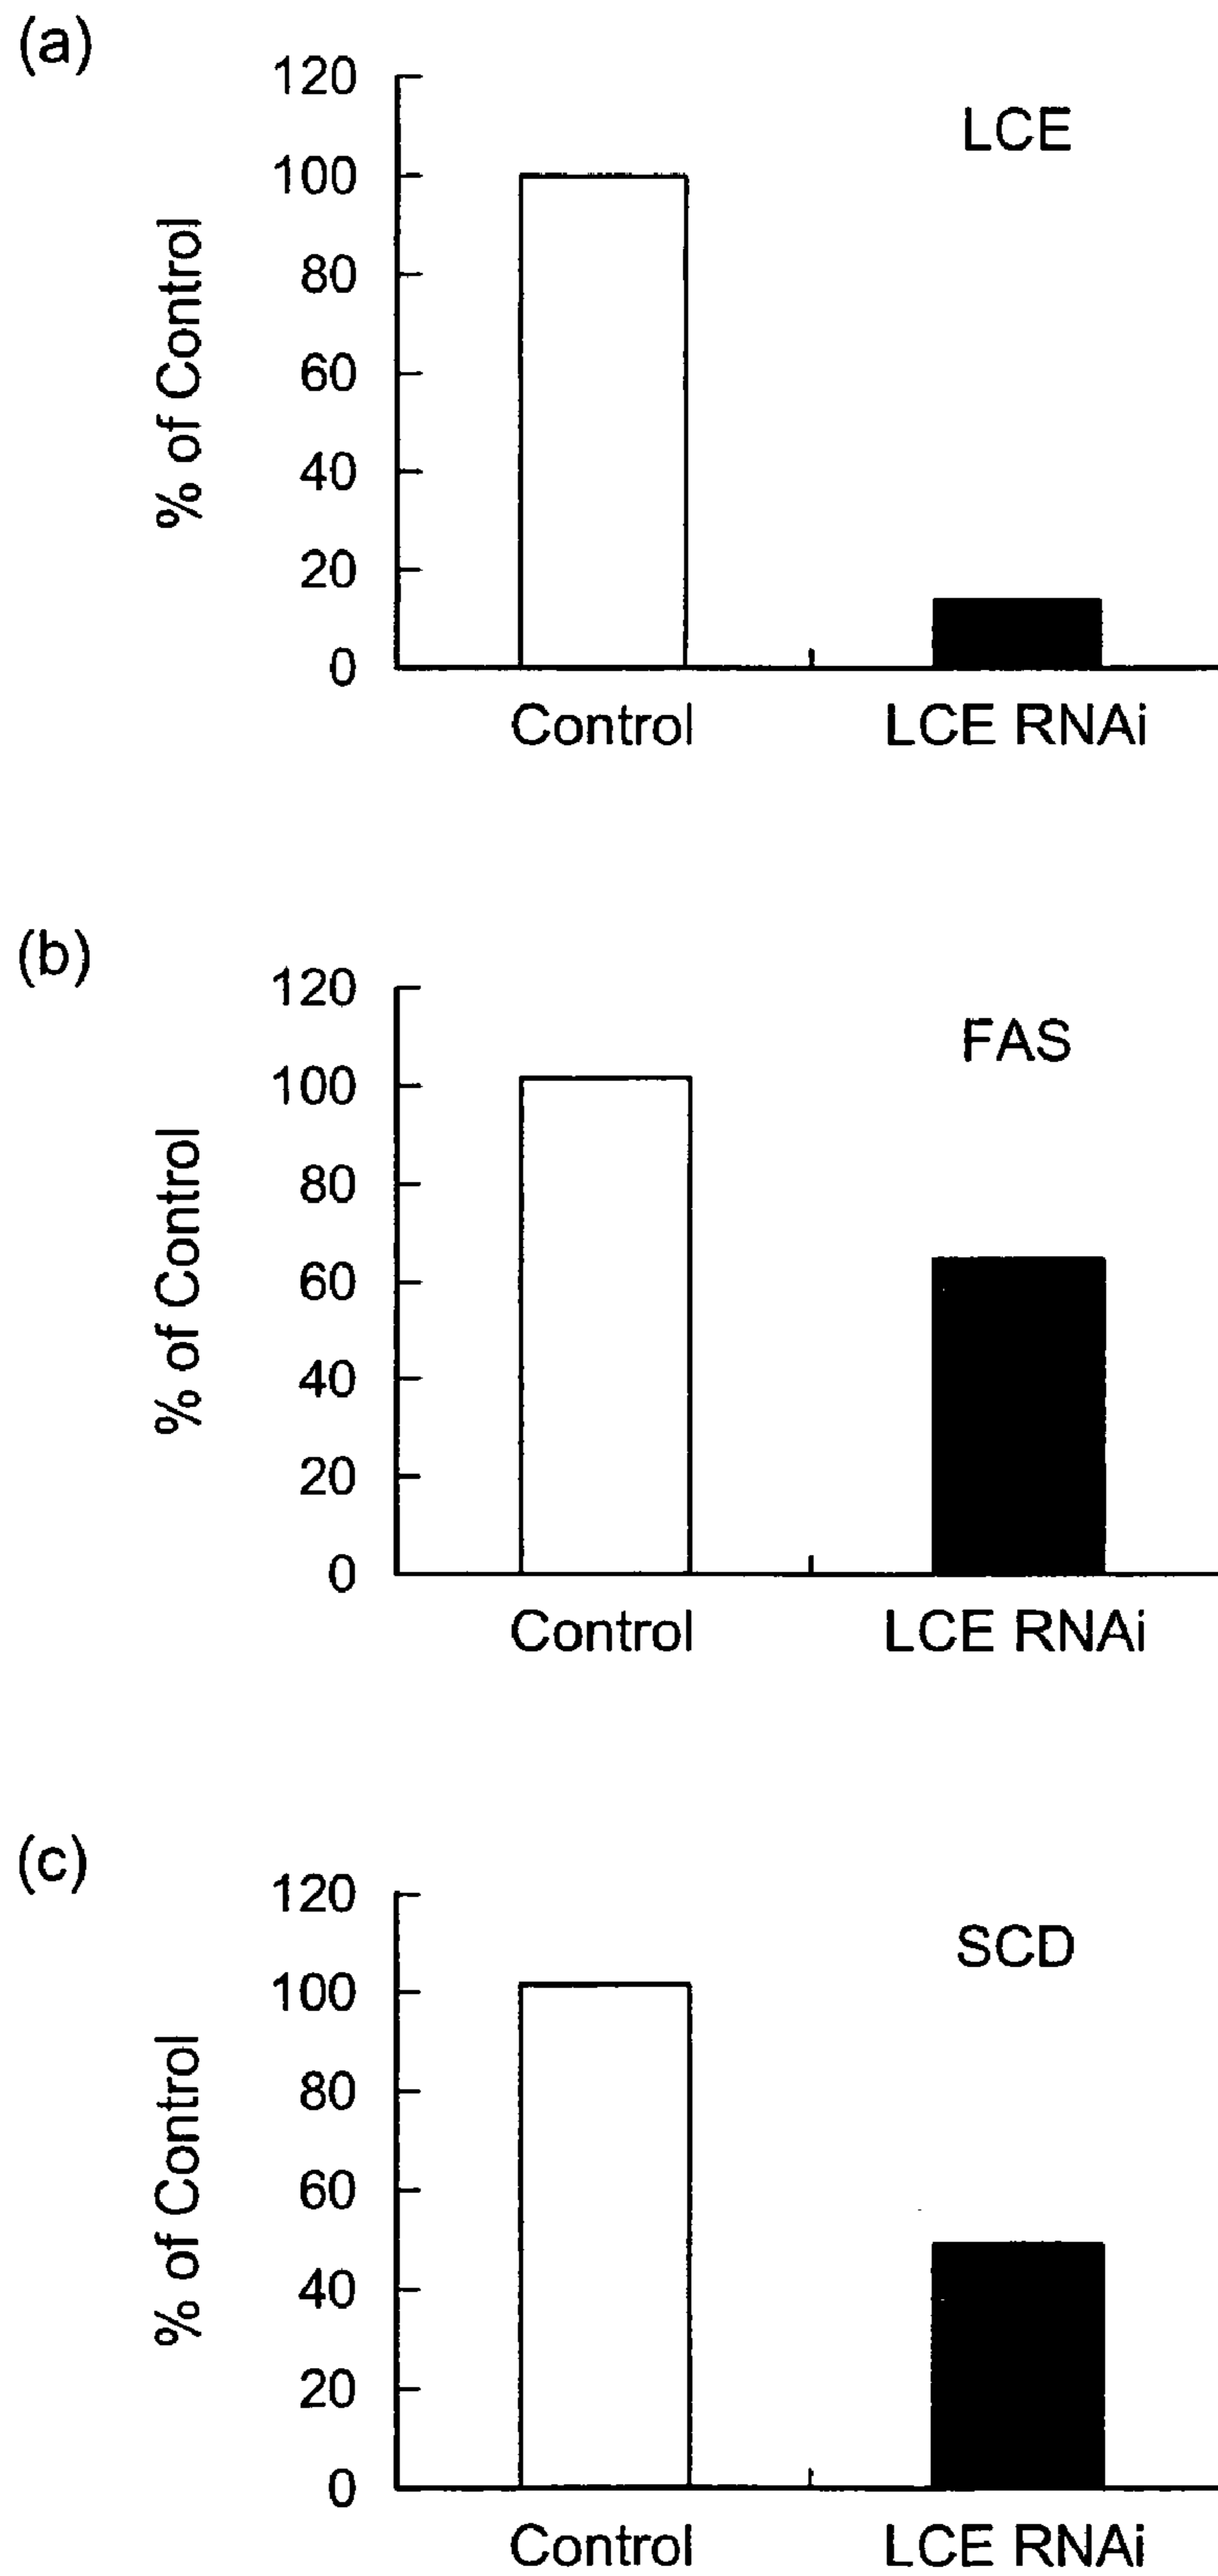 (a)
120
LCE
100
80
60
40
20
0
% of Control
Control LCE RNAi
(b)
120
FAS
100
80
60
40
20
0
% of Control
Control LCE RNAi
(c)
120
SCD
100
80
60
40
20
0
% of Control
Control LCE RNAi